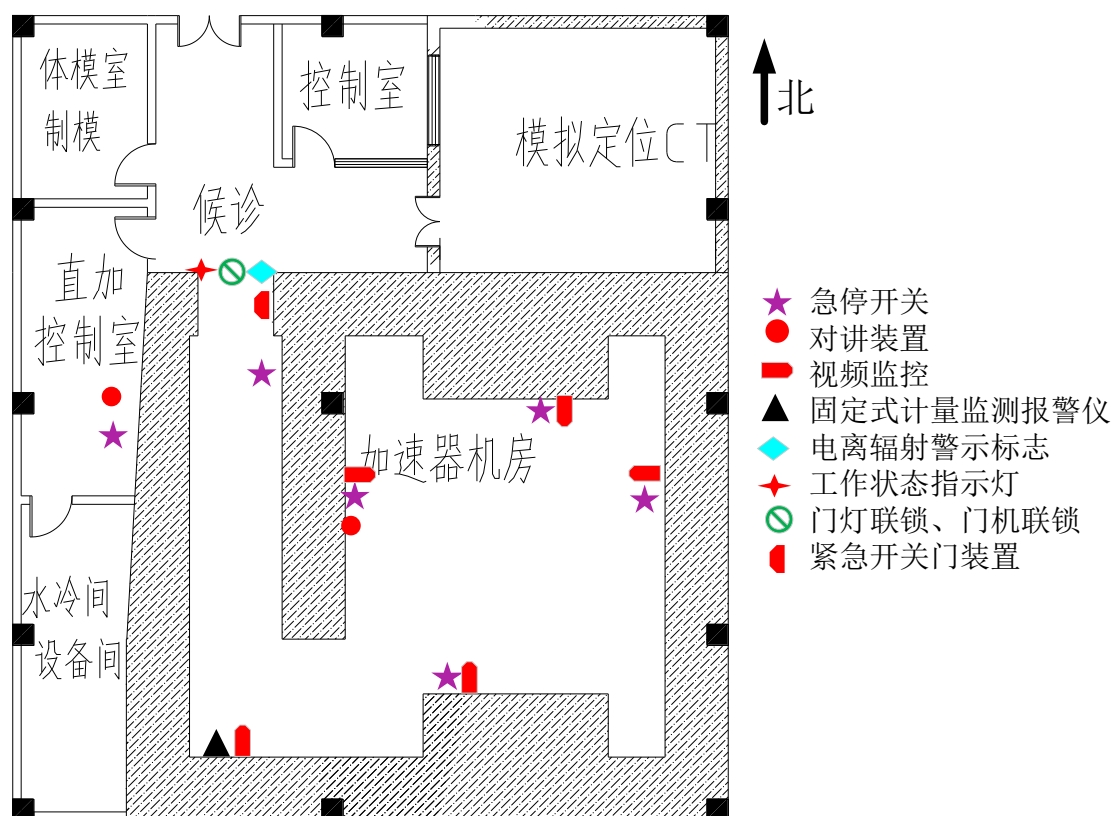 体模室
制模
控制室
模拟定位CT
北
候诊
直加
控制室
加速器机房
水冷间
设备间
急停开关
对讲装置
视频监控
固定式计量监测报警仪
电离辐射警示标志
工作状态指示灯
门灯联锁、门机联锁
紧急开关门装置